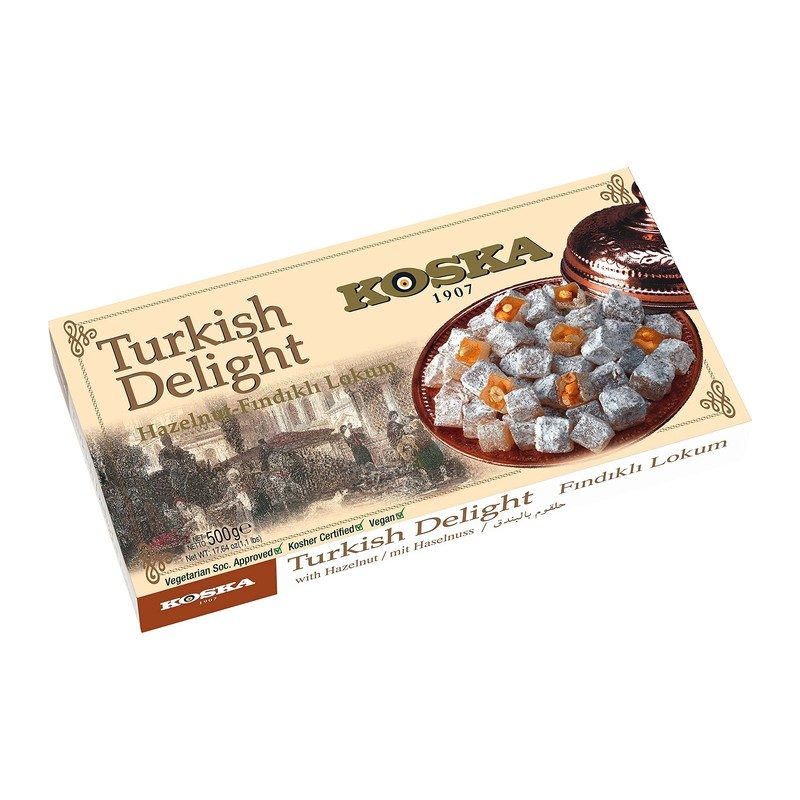 KOSKA
1907
Turkish
Delight
Hazelnut-Fındıklı Lokum
NET
NETTO 500g℮
Net WT: 17.64 oz(1.1 lbs)
Vegetarian Soc. Approved Kosher Certified Vegan
KOSKA
1907
Turkish Delight Fındıklı Lokum
with Hazelnut / mit Haselnuss / حلقوم بالبندق